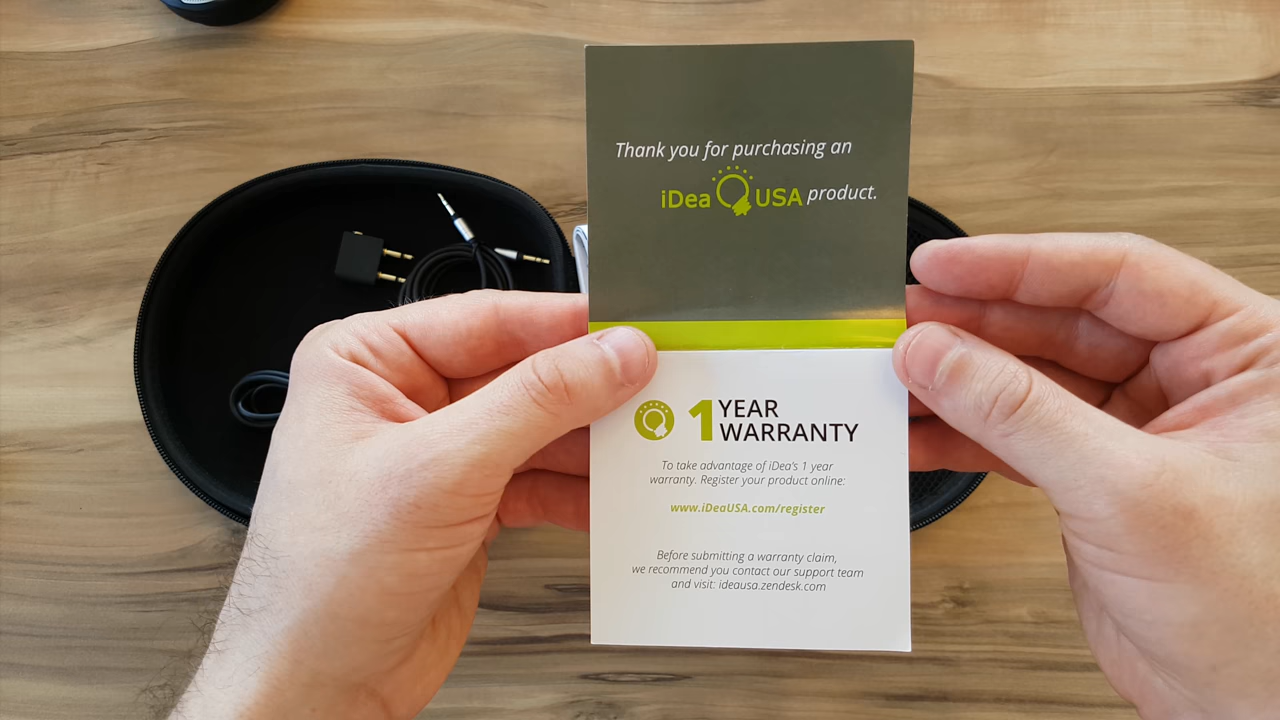 Thank you for purchasing an
iDea USA product.
1 YEAR
WARRANTY
To take advantage of iDea's 1 year
warranty. Register your product online:
www.iDeaUSA.com/register
Before submitting a warranty claim,
we recommend you contact our support team
and visit: ideausa.zendesk.com